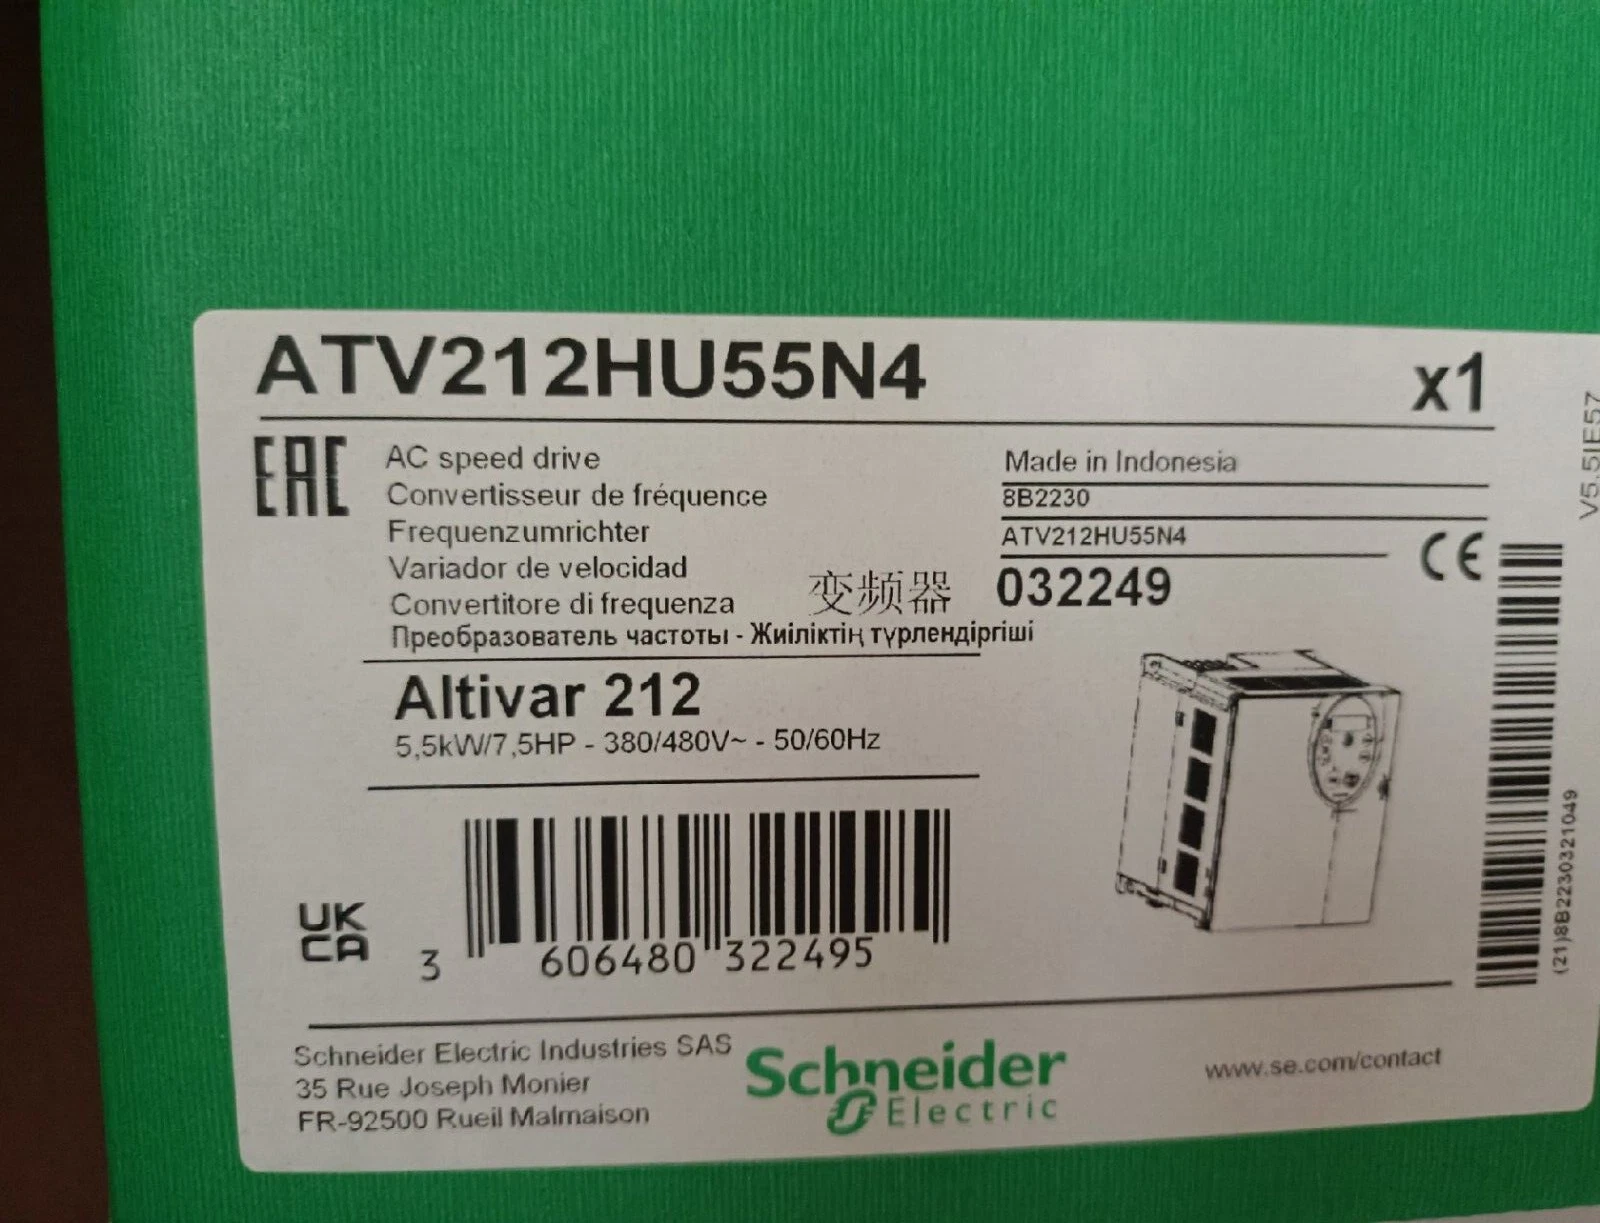 ATV212HU55N4
x1
EAC
AC speed drive
Convertisseur de fréquence
Frequenzumrichter
Variador de velocidad
Convertitore di frequenza
变频器
Преобразователь частоты - Жиіліктің түрлендіргіші
Made in Indonesia
8B2230
ATV212HU55N4
032249
CE
Altivar 212
5,5kW/7,5HP - 380/480V~ - 50/60Hz
UK
CA
3 606480 322495
V5.5IE57
(21)8B2230321049
Schneider Electric Industries SAS
35 Rue Joseph Monier
FR-92500 Rueil Malmaison
Schneider
Electric
www.se.com/contact